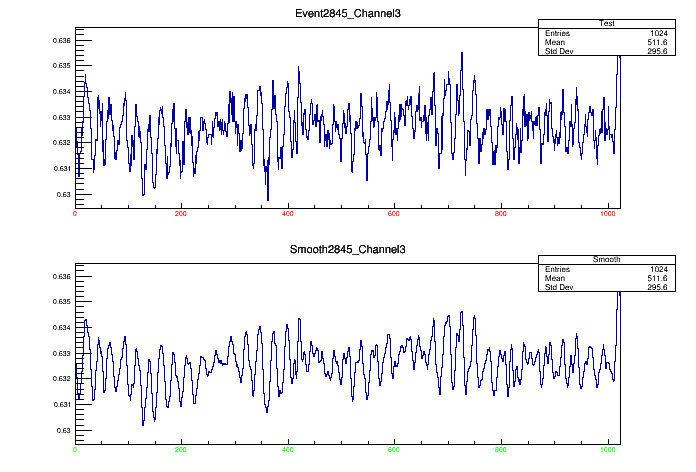 Event2845_Channel3
Test
Entries 1024
Mean 511.6
Std Dev 295.6
0.636
0.635
0.634
0.633
0.632
0.631
0.63
0 200 400 600 800 1000
Smooth2845_Channel3
Smooth
Entries 1024
Mean 511.6
Std Dev 295.6
0.636
0.635
0.634
0.633
0.632
0.631
0.63
0 200 400 600 800 1000